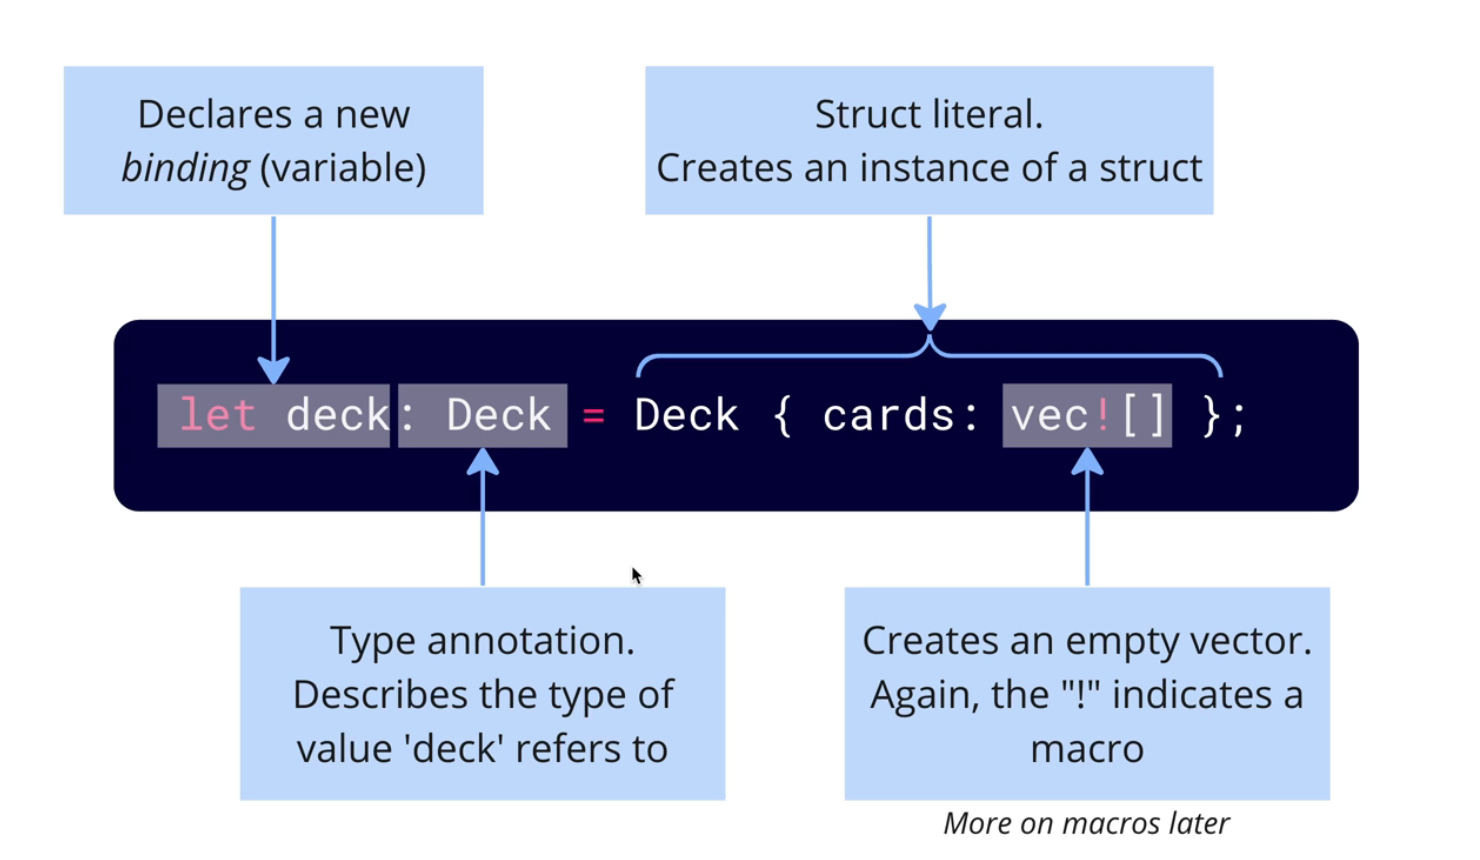 Declares a new
binding (variable)
Struct literal.
Creates an instance of a struct
let deck: Deck = Deck { cards: vec![] };
Type annotation.
Describes the type of
value 'deck' refers to
Creates an empty vector.
Again, the "!" indicates a
macro
More on macros later